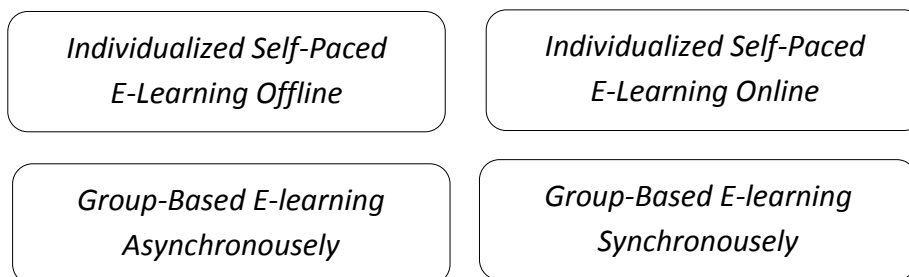 Individualized Self-Paced
E-Learning Offline
Individualized Self-Paced
E-Learning Online
Group-Based E-learning
Asynchronousely
Group-Based E-learning
Synchronousely